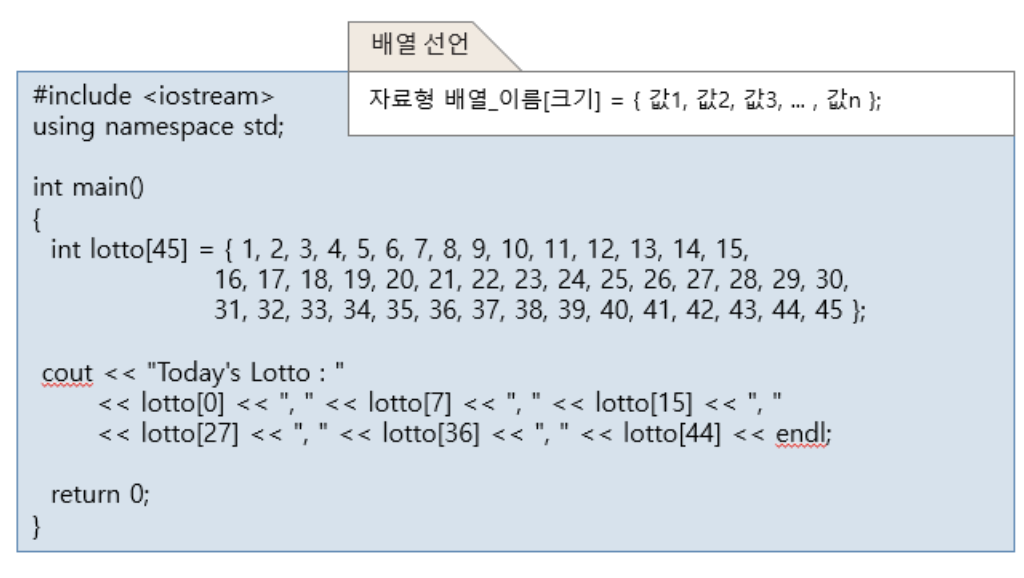 배열 선언
자료형 배열_이름[크기] = { 값1, 값2, 값3, ... , 값n };
#include <iostream>
using namespace std;
int main()
{
int lotto[45] = { 1, 2, 3, 4, 5, 6, 7, 8, 9, 10, 11, 12, 13, 14, 15,
16, 17, 18, 19, 20, 21, 22, 23, 24, 25, 26, 27, 28, 29, 30,
31, 32, 33, 34, 35, 36, 37, 38, 39, 40, 41, 42, 43, 44, 45 };
cout << "Today's Lotto : "
<< lotto[0] << ", " << lotto[7] << ", " << lotto[15] << ", "
<< lotto[27] << ", " << lotto[36] << ", " << lotto[44] << endl;
return 0;
}